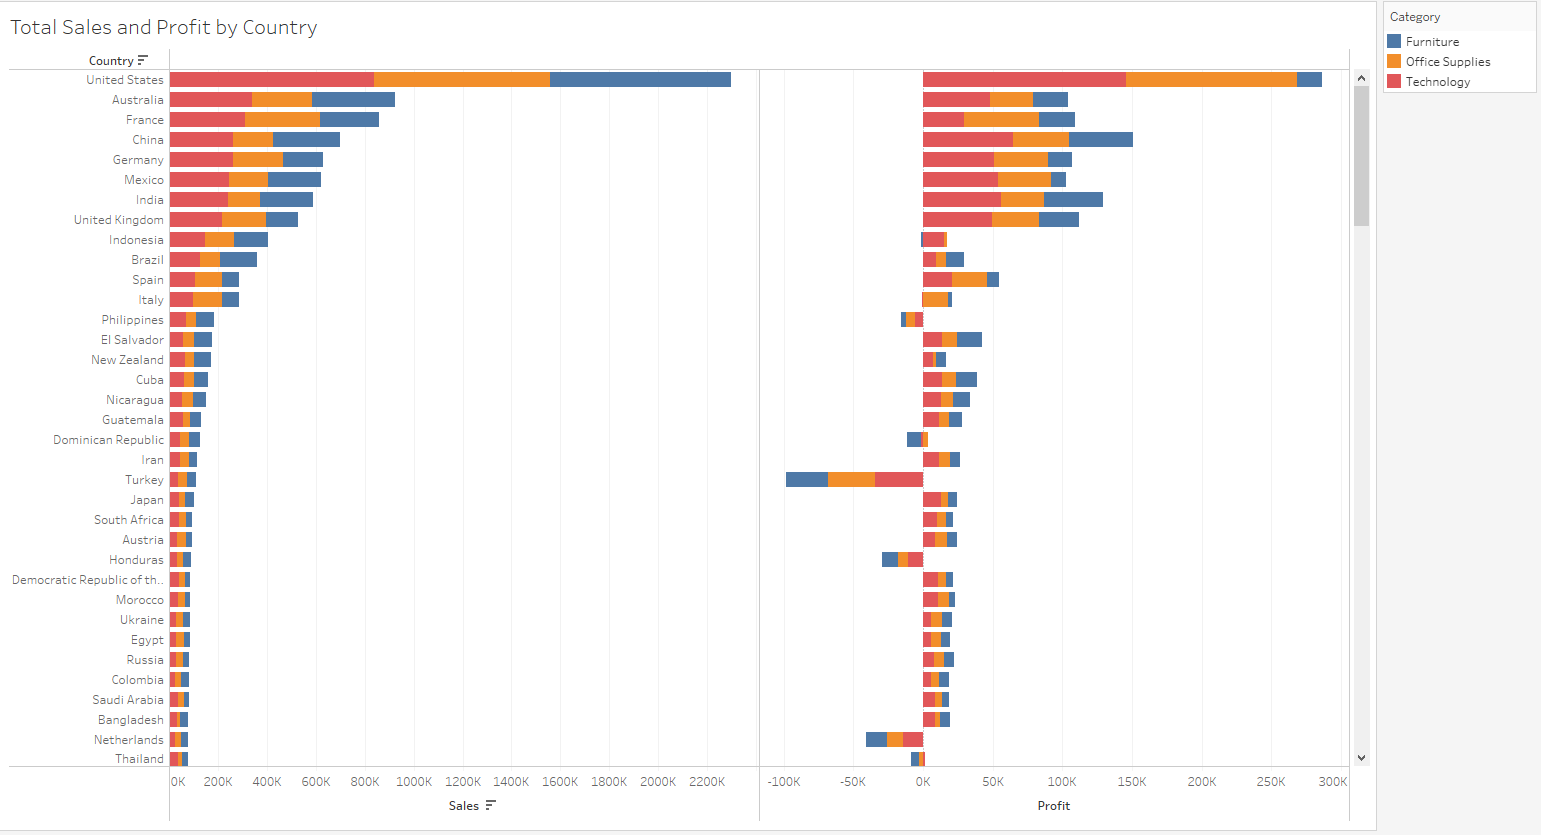 Total Sales and Profit by Country
Country
United States
Australia
France
China
Germany
Mexico
India
United Kingdom
Indonesia
Brazil
Spain
Italy
Philippines
El Salvador
New Zealand
Cuba
Nicaragua
Guatemala
Dominican Republic
Iran
Turkey
Japan
South Africa
Austria
Honduras
Democratic Republic of th..
Morocco
Ukraine
Egypt
Russia
Colombia
Saudi Arabia
Bangladesh
Netherlands
Thailand
0K 200K 400K 600K 800K 1000K 1200K 1400K 1600K 1800K 2000K 2200K
Sales
-100K -50K 0K 50K 100K 150K 200K 250K 300K
Profit
Category
Furniture
Office Supplies
Technology